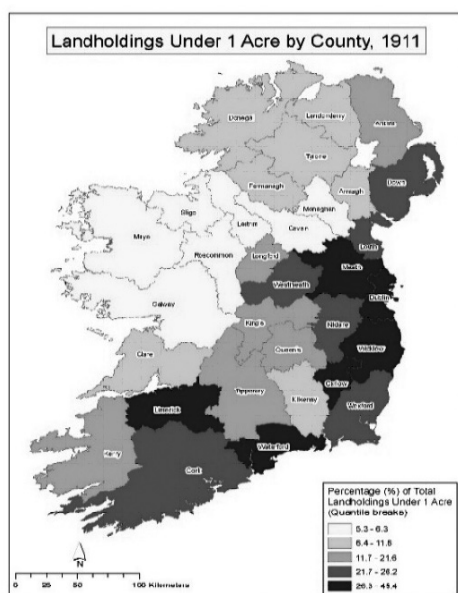 Landholdings Under 1 Acre by County, 1911
Donegal
Londonderry
Antrim
Tyrone
Fermanagh
Armagh
Down
Monaghan
Sligo
Leitrim
Cavan
Mayo
Roscommon
Longford
Louth
Meath
Westmeath
Dublin
Galway
King's
Kildare
Queen's
Wicklow
Clare
Carlow
Tipperary
Kilkenny
Limerick
Wexford
Waterford
Kerry
Cork
Percentage (%) of Total
Landholdings Under 1 Acre
(Quantile breaks)
5.3 - 6.3
6.4 - 11.6
11.7 - 21.6
21.7 - 26.2
26.3 - 45.4
N
0 25 50 100 Kilometers